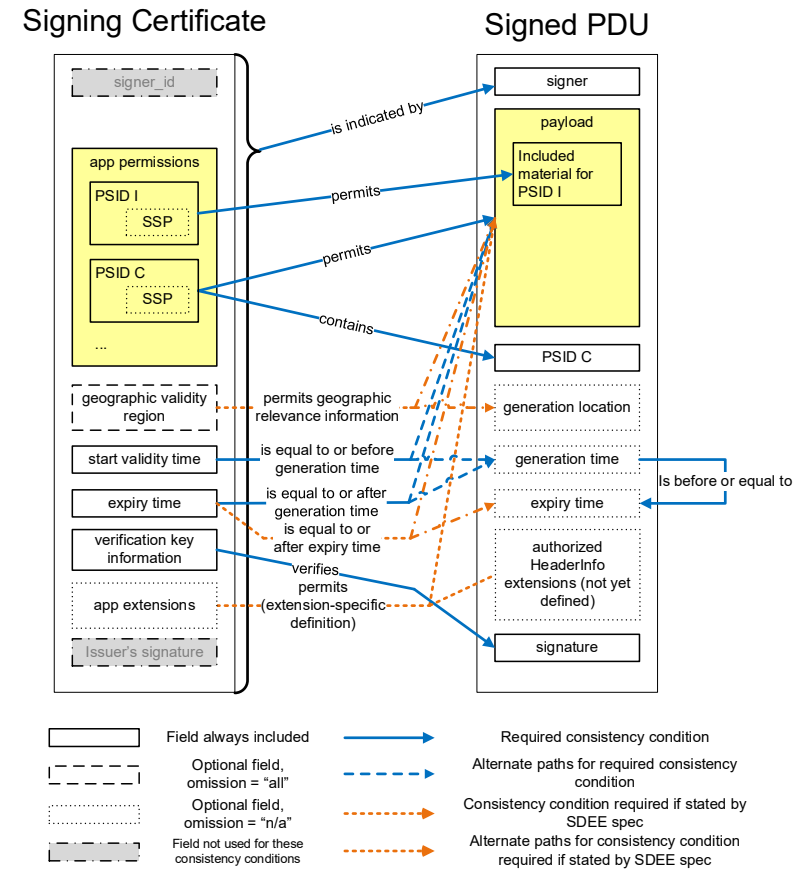 Signing Certificate
Signed PDU
signer_id
signer
is indicated by
payload
app permissions
Included
material for
PSID I
PSID I
SSP
permits
PSID C
SSP
permits
contains
...
PSID C
geographic validity
region
permits geographic
relevance information
generation location
start validity time
is equal to or before
generation time
generation time
Is before or equal to
expiry time
is equal to or after
generation time
expiry time
is equal to or
after expiry time
verification key
information
authorized
HeaderInfo
extensions (not yet
defined)
verifies
permits
(extension-specific
definition)
app extensions
signature
Issuer's signature
Field always included
Required consistency condition
Optional field,
omission = “all”
Alternate paths for required consistency
condition
Optional field,
omission = “n/a”
Consistency condition required if stated by
SDEE spec
Field not used for these
consistency conditions
Alternate paths for consistency condition
required if stated by SDEE spec